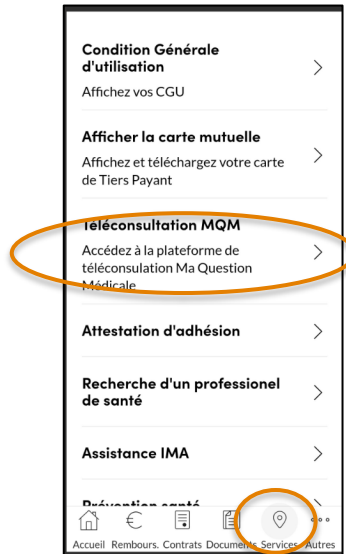 Condition Générale
d'utilisation
Affichez vos CGU
Afficher la carte mutuelle
Affichez et téléchargez votre carte
de Tiers Payant
Téléconsultation MQM
Accédez à la plateforme de
téléconsulation Ma Question
Médicale
Attestation d'adhésion
Recherche d'un professionel
de santé
Assistance IMA
Prévention santé
Accueil Rembours. Contrats Documents Services Autres